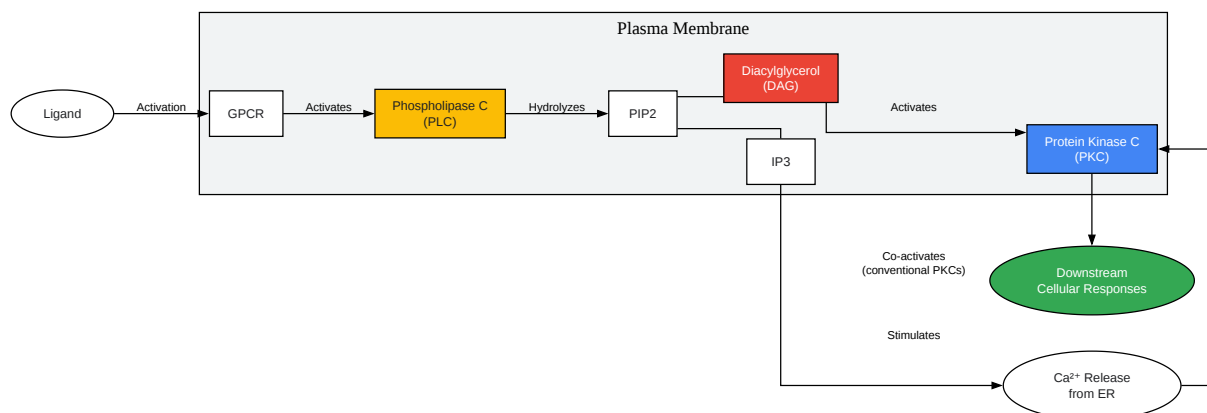 Plasma Membrane
Ligand
Activation
GPCR
Activates
Phospholipase C
(PLC)
Hydrolyzes
PIP2
Diacylglycerol
(DAG)
IP3
Activates
Protein Kinase C
(PKC)
Co-activates
(conventional PKCs)
Downstream
Cellular Responses
Stimulates
Ca²⁺ Release
from ER